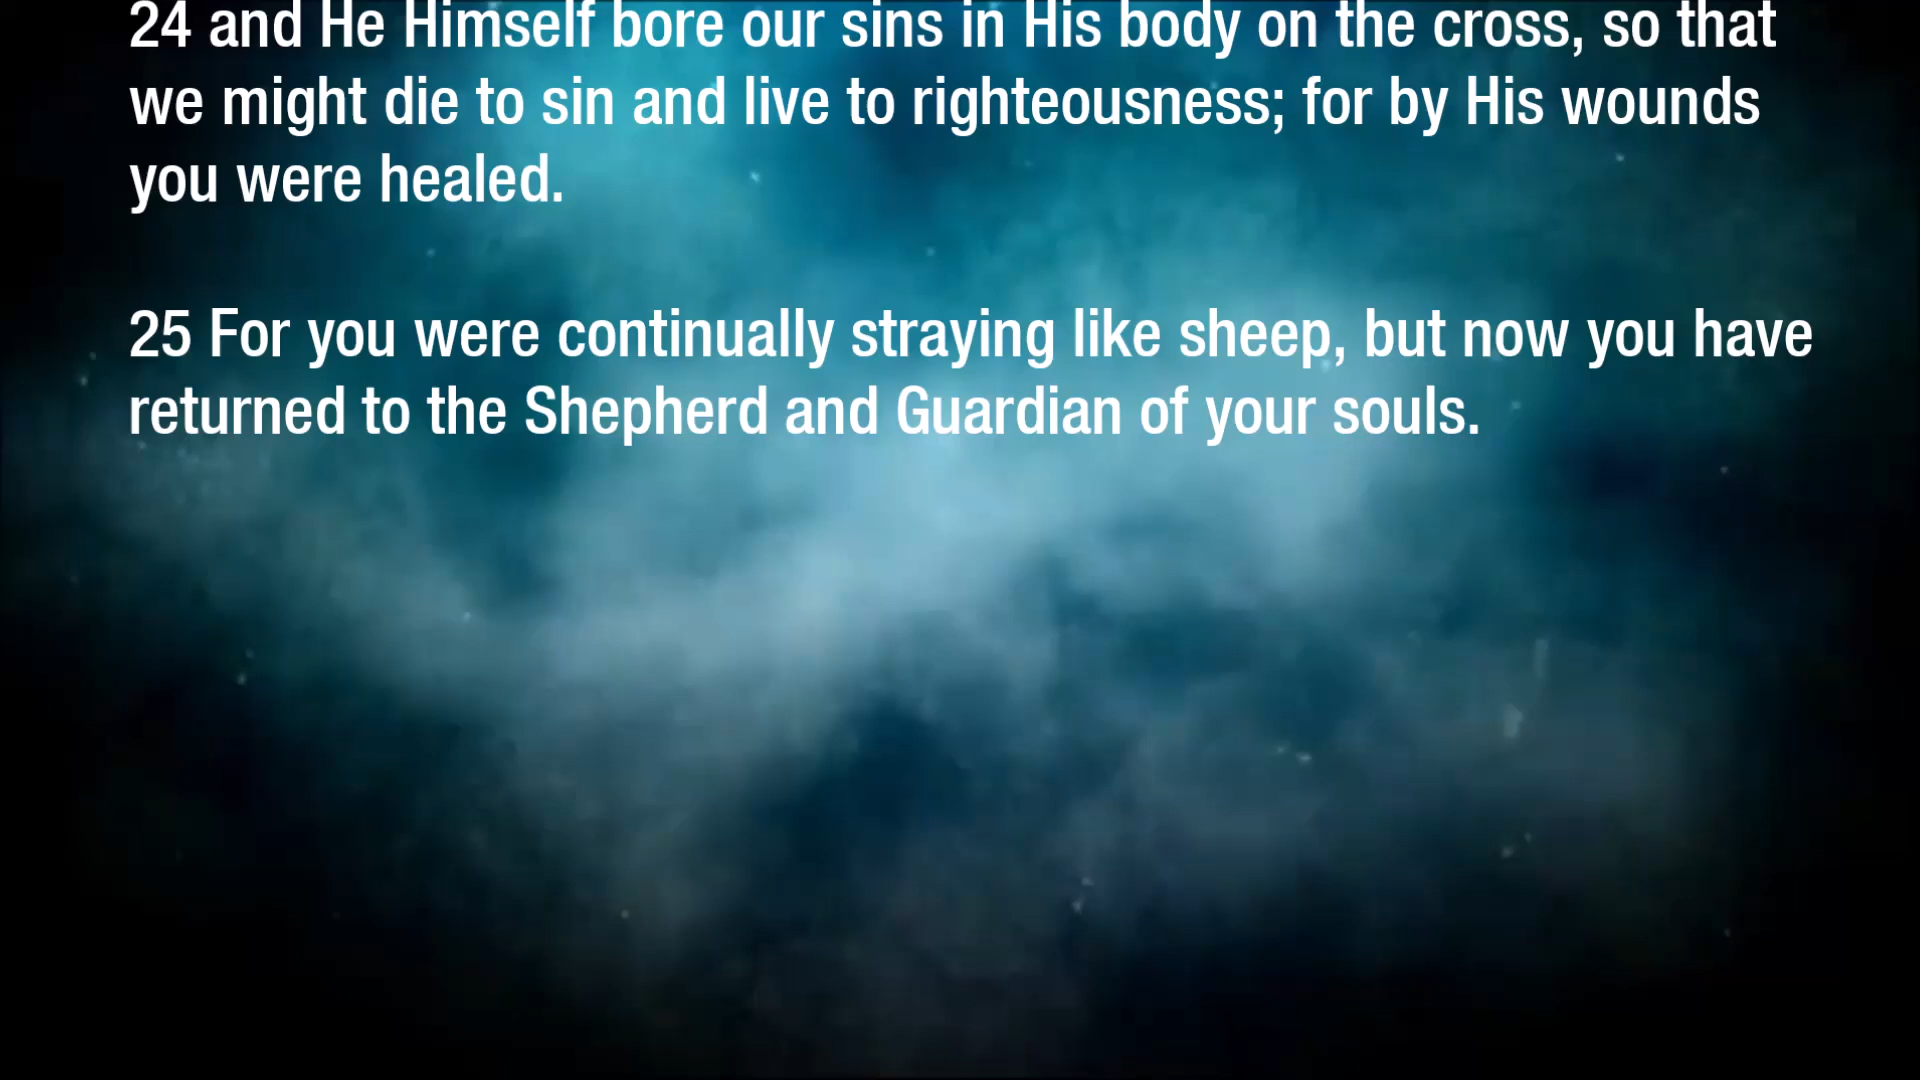 24 and He Himself bore our sins in His body on the cross, so that
we might die to sin and live to righteousness; for by His wounds
you were healed.
25 For you were continually straying like sheep, but now you have
returned to the Shepherd and Guardian of your souls.